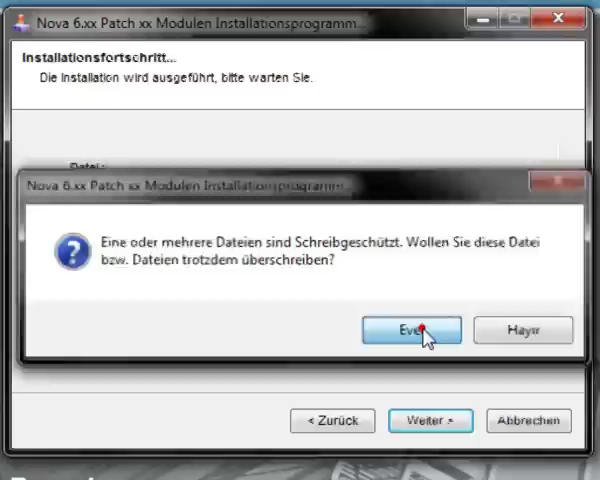 Nova 6.xx Patch xx Modulen Installationsprogramm...
Installationsfortschritt...
Die Installation wird ausgeführt, bitte warten Sie.
Datei:
Nova 6.xx Patch xx Modulen Installationsprogramm...
Eine oder mehrere Dateien sind Schreibgeschützt. Wollen Sie diese Datei
bzw. Dateien trotzdem überschreiben?
Hayır
< Zurück
Weiter >
Abbrechen